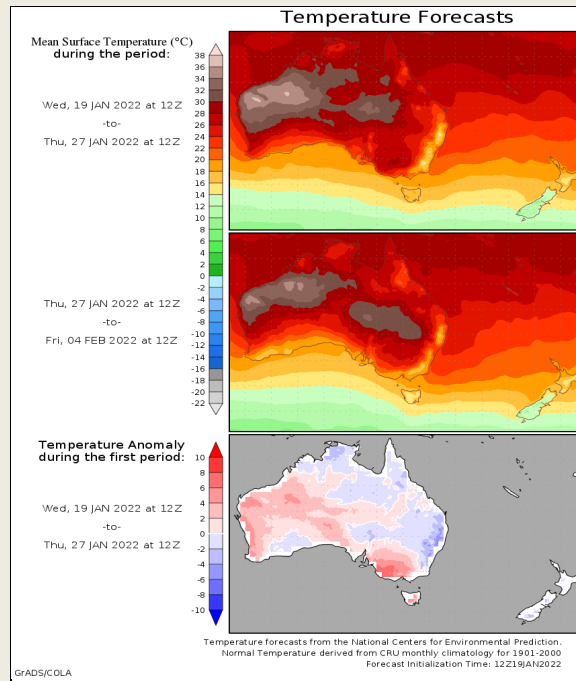 Temperature Forecasts
Mean Surface Temperature (°C)
during the period:
38
36
34
32
30
28
26
24
22
20
18
16
14
12
10
8
6
4
2
0
-2
-4
-6
-8
-10
-12
-14
-16
-18
-20
-22
Wed, 19 JAN 2022 at 12Z
-to-
Thu, 27 JAN 2022 at 12Z
Thu, 27 JAN 2022 at 12Z
-to-
Fri, 04 FEB 2022 at 12Z
Temperature Anomaly
during the first period:
10
8
6
4
2
0
-2
-4
-6
-8
-10
Wed, 19 JAN 2022 at 12Z
-to-
Thu, 27 JAN 2022 at 12Z
Temperature forecasts from the National Centers for Environmental Prediction.
Normal Temperature derived from CRU monthly climatology for 1901-2000
Forecast Initialization Time: 12Z19JAN2022
GrADS/COLA